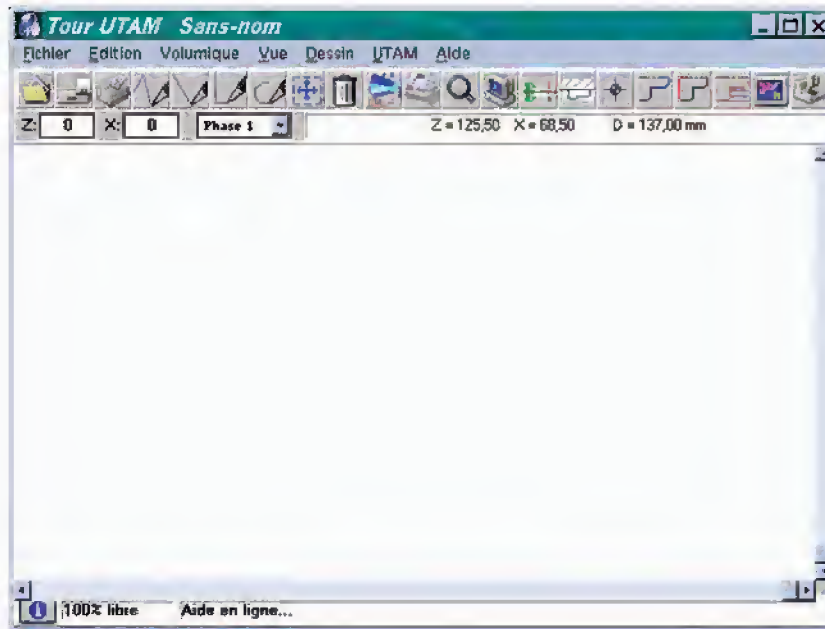 Tour UTAM Sans-nom
Fichier Edition Volumique Vue Dessin UTAM Aide
Z: 0 X: 0 Phase 1 Z = 125,50 X = 68,50 D = 137,00 mm
100% libre Aide en ligne...